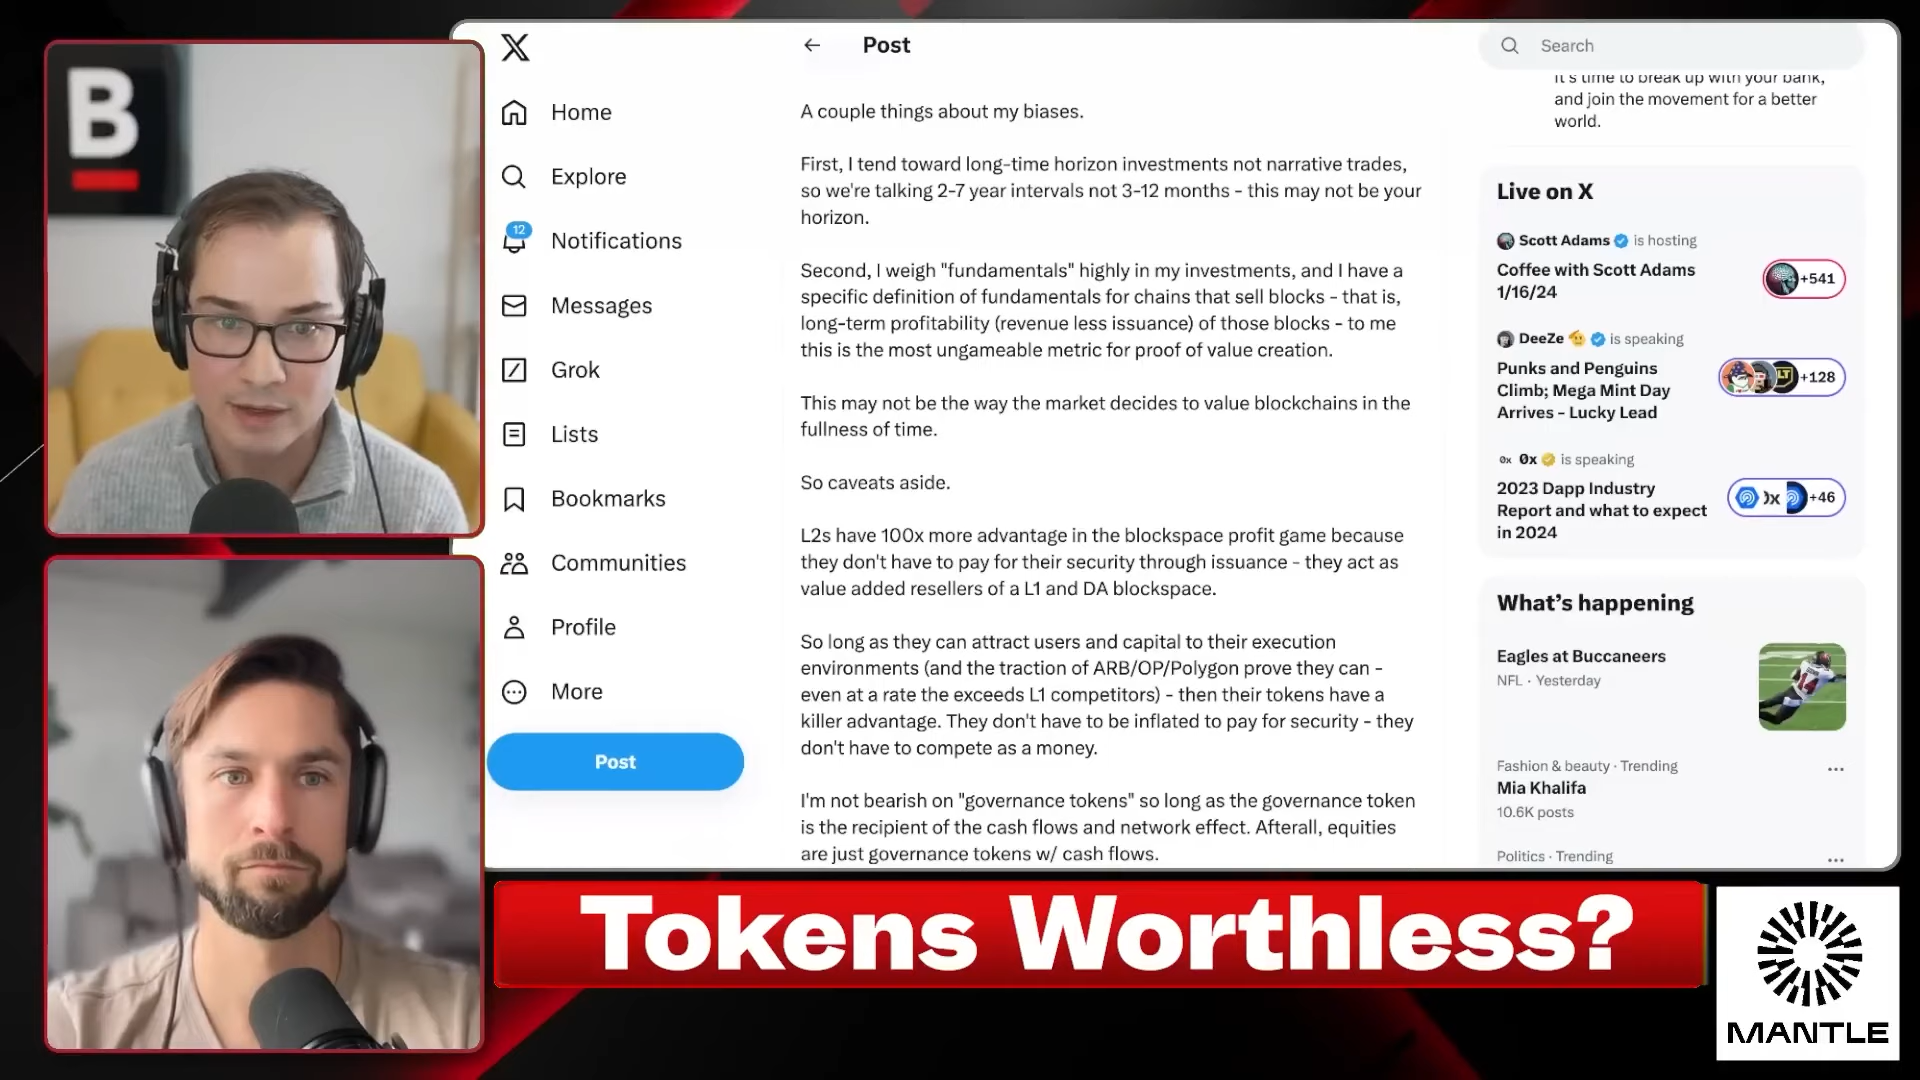 B
Home
Explore
12
Notifications
Messages
Grok
Lists
Bookmarks
Communities
Profile
More
Post
Post
A couple things about my biases.
First, I tend toward long-time horizon investments not narrative trades,
so we're talking 2-7 year intervals not 3-12 months - this may not be your
horizon.
Second, I weigh "fundamentals" highly in my investments, and I have a
specific definition of fundamentals for chains that sell blocks - that is,
long-term profitability (revenue less issuance) of those blocks - to me
this is the most ungameable metric for proof of value creation.
This may not be the way the market decides to value blockchains in the
fullness of time.
So caveats aside.
L2s have 100x more advantage in the blockspace profit game because
they don't have to pay for their security through issuance - they act as
value added resellers of a L1 and DA blockspace.
So long as they can attract users and capital to their execution
environments (and the traction of ARB/OP/Polygon prove they can -
even at a rate the exceeds L1 competitors) - then their tokens have a
killer advantage. They don't have to be inflated to pay for security - they
don't have to compete as a money.
I'm not bearish on "governance tokens" so long as the governance token
is the recipient of the cash flows and network effect. Afterall, equities
are just governance tokens w/ cash flows.
Search
It's time to break up with your bank,
and join the movement for a better
world.
Live on X
Scott Adams is hosting
Coffee with Scott Adams
1/16/24
+541
DeeZe is speaking
Punks and Penguins
Climb; Mega Mint Day
Arrives - Lucky Lead
+128
0x 0x is speaking
2023 Dapp Industry
Report and what to expect
in 2024
+46
What's happening
Eagles at Buccaneers
NFL · Yesterday
Fashion & beauty · Trending
Mia Khalifa
10.6K posts
Politics · Trending
Tokens Worthless?
MANTLE